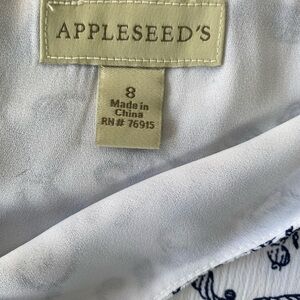 APPLESEED'S
8
Made in
China
RN# 76915